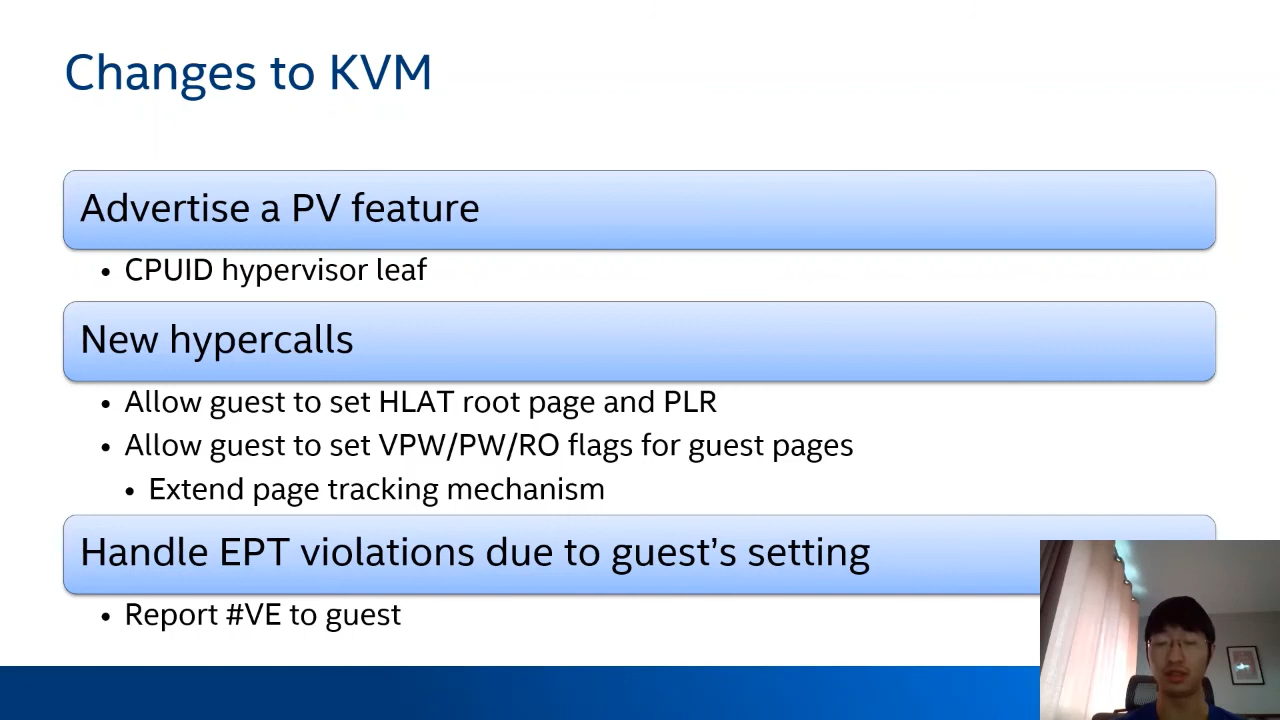 Changes to KVM
Advertise a PV feature
• CPUID hypervisor leaf
New hypercalls
• Allow guest to set HLAT root page and PLR
• Allow guest to set VPW/PW/RO flags for guest pages
• Extend page tracking mechanism
Handle EPT violations due to guest’s setting
• Report #VE to guest